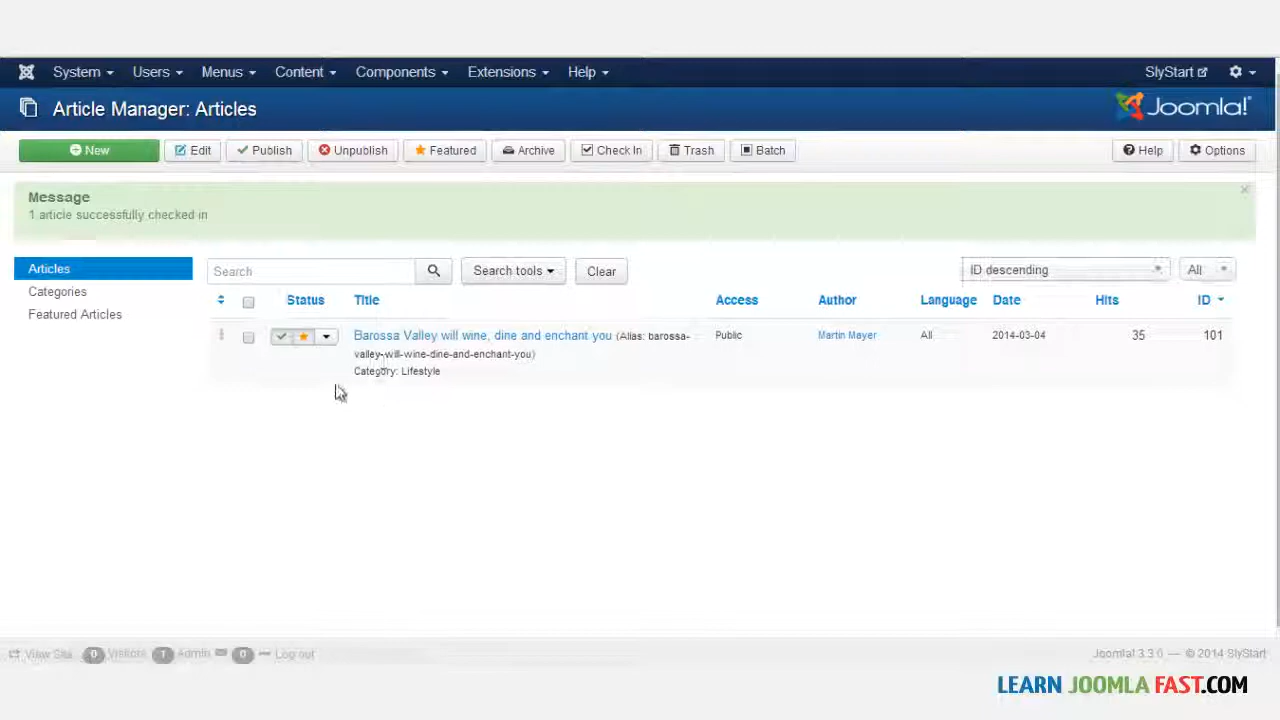 System Users Menus Content Components Extensions Help SlyStart
Article Manager: Articles Joomla!
New Edit Publish Unpublish Featured Archive Check In Trash Batch Help Options
Message
1 article successfully checked in
Articles Search Search tools Clear ID descending All
Categories
Featured Articles
Status Title Access Author Language Date Hits ID
Barossa Valley will wine, dine and enchant you (Alias: barossa-
valley-will-wine-dine-and-enchant-you)
Category: Lifestyle
Public Martin Meyer All 2014-03-04 35 101
View Site 0 Visitors 1 Admin 0 Log out Joomla! 3.3.0 — © 2014 SlyStart
LEARN JOOMLA FAST.COM